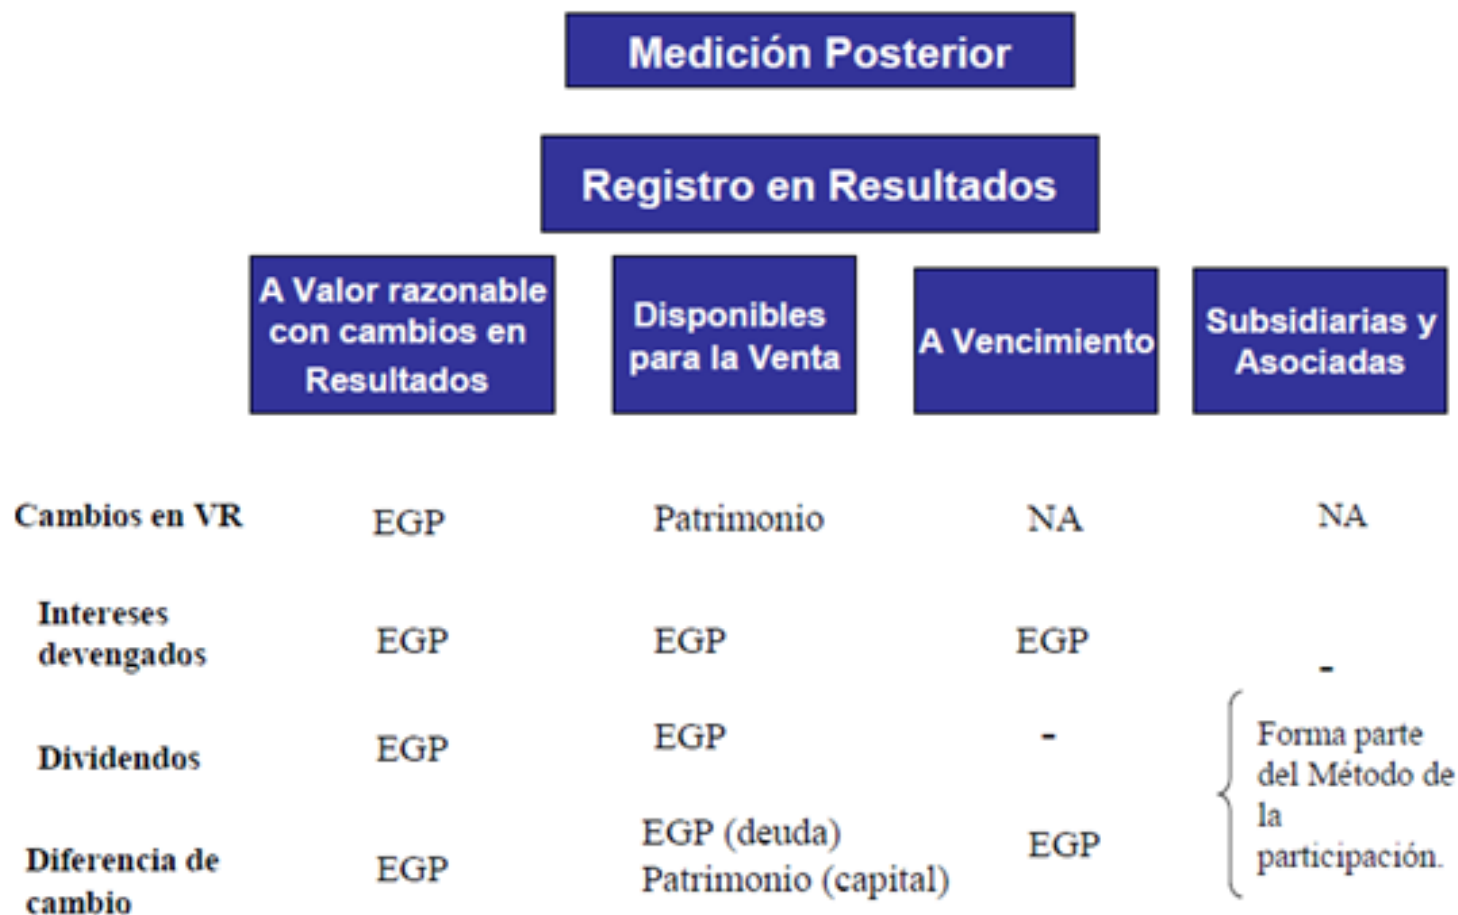 Medición Posterior
Registro en Resultados
A Valor razonable
con cambios en
Resultados
Disponibles
para la Venta
A Vencimiento
Subsidiarias y
Asociadas
Cambios en VR
EGP
Patrimonio
NA
NA
Intereses
devengados
EGP
EGP
EGP
-
Dividendos
EGP
EGP
-
Forma parte
del Método de
la
participación.
Diferencia de
cambio
EGP
EGP (deuda)
Patrimonio (capital)
EGP